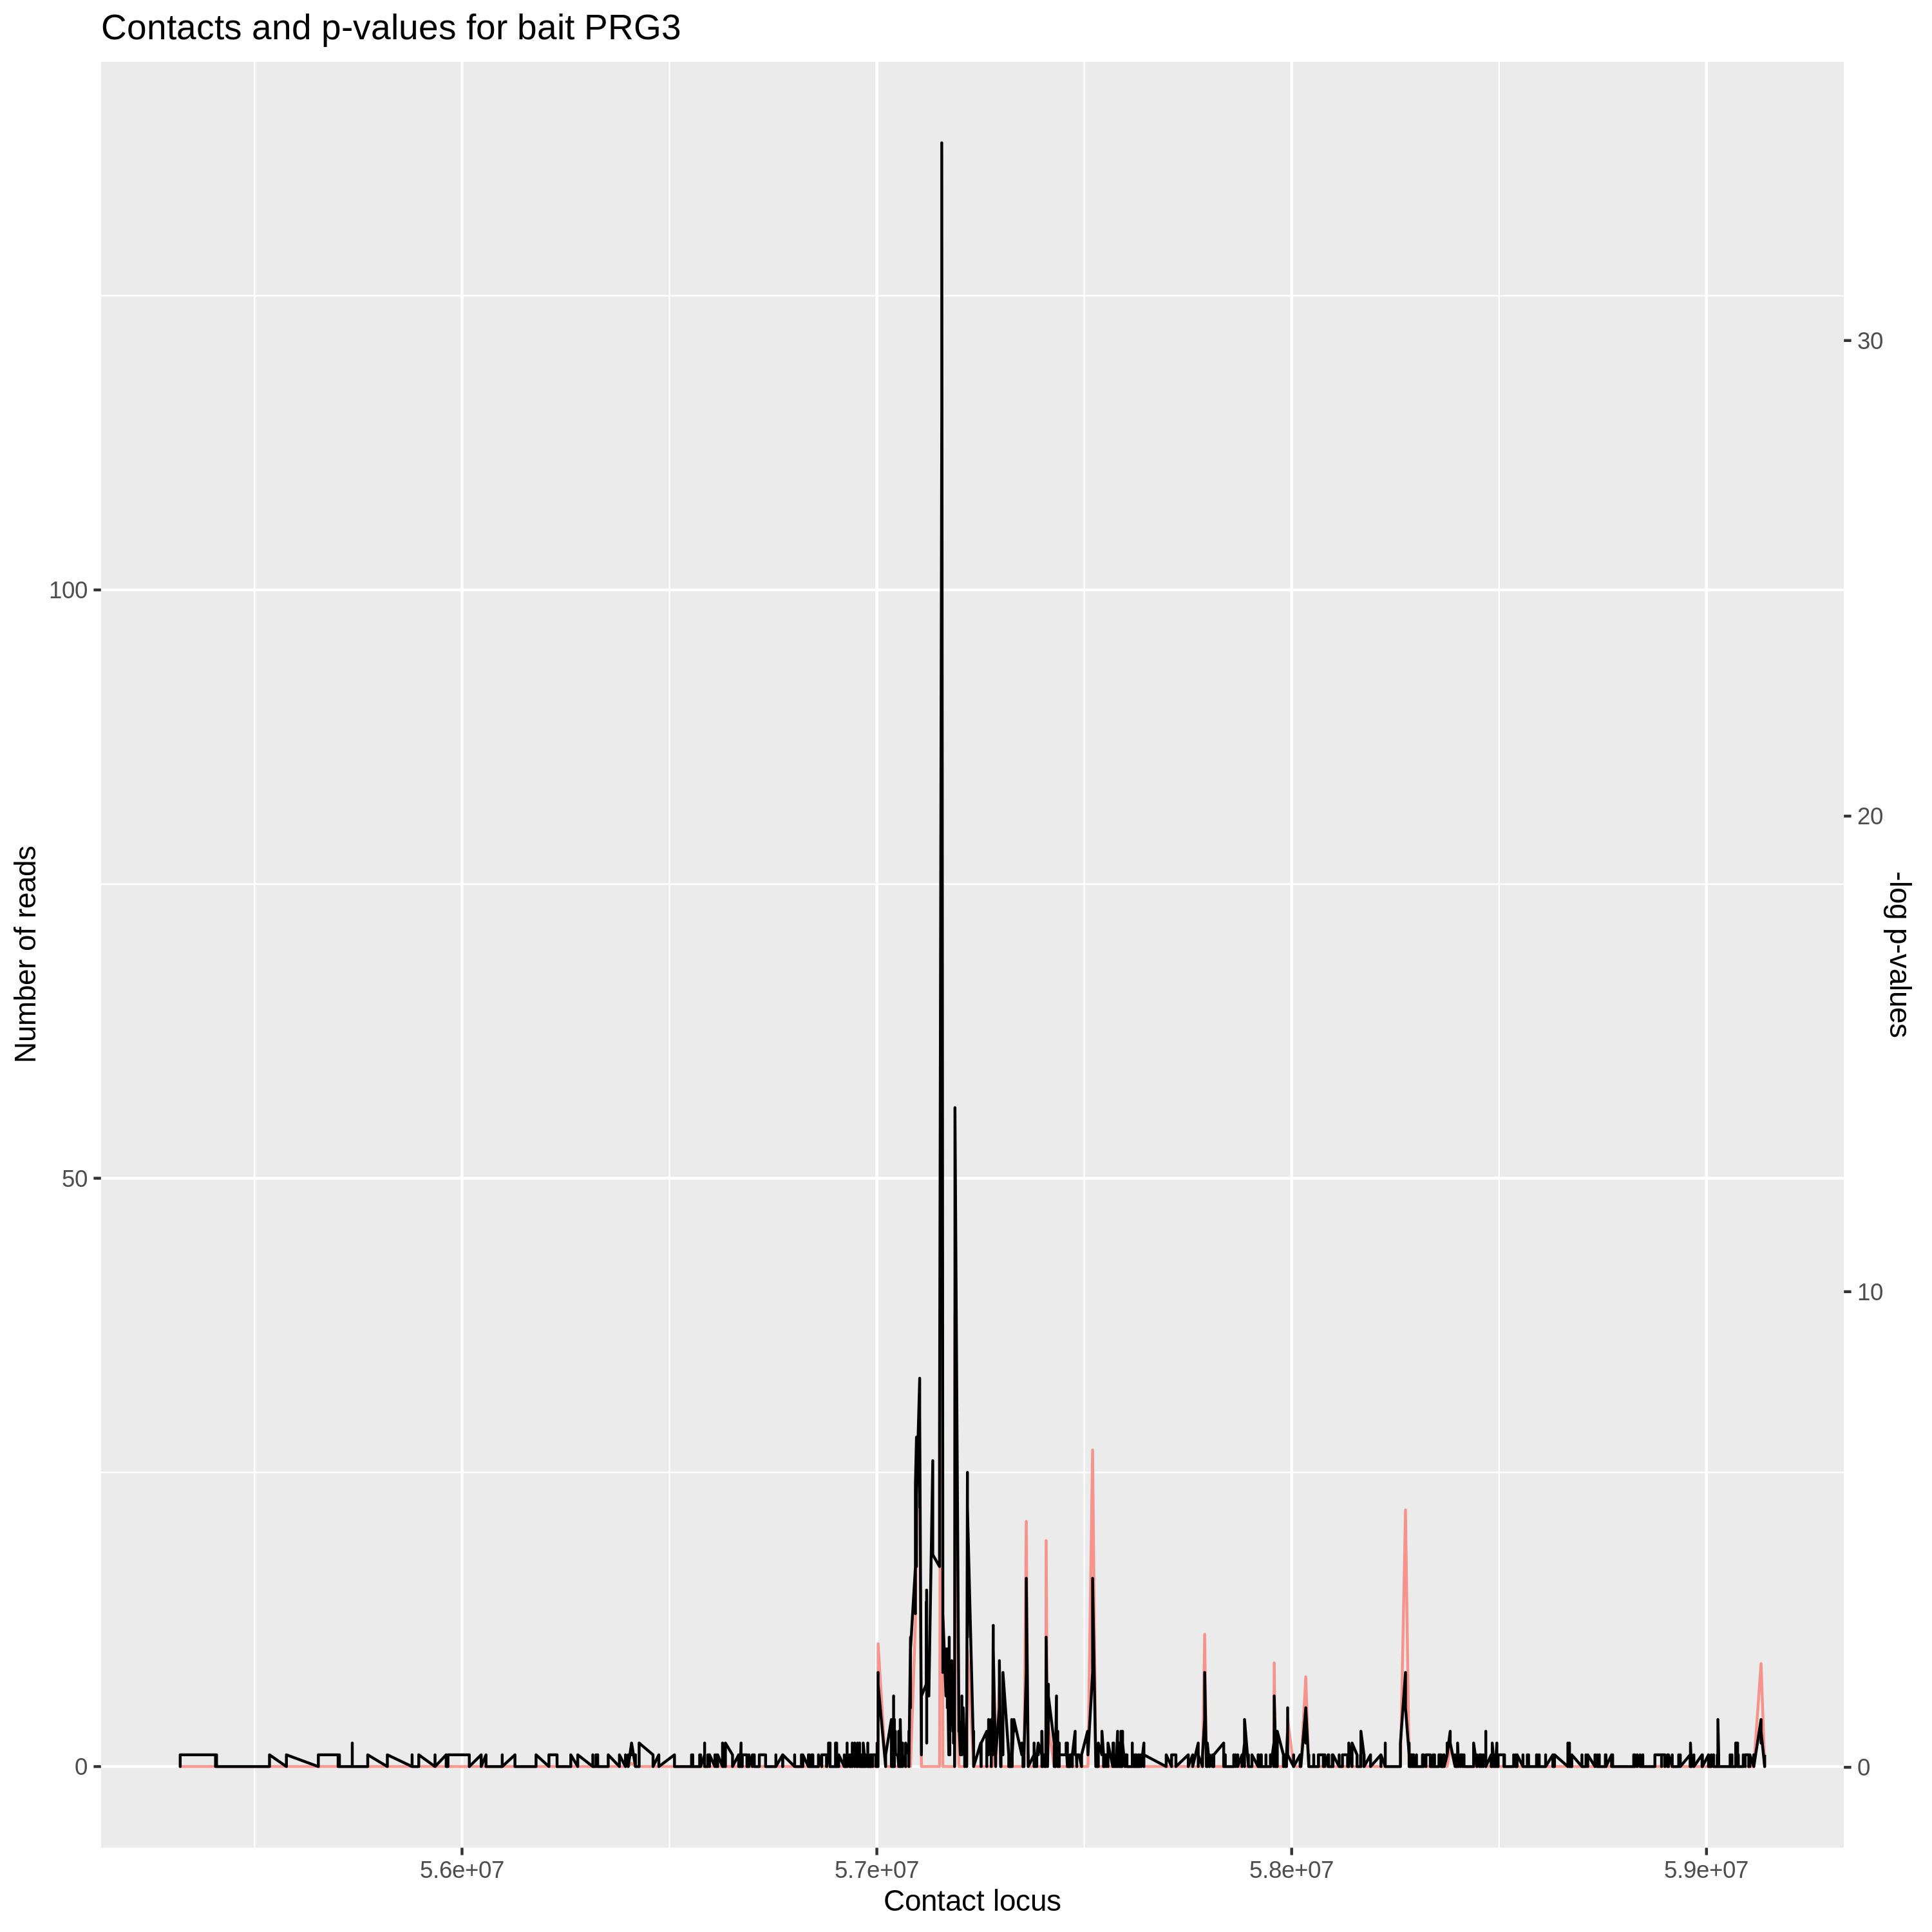 Contacts and p-values for bait PRG3
Number of reads
100
50
0
30
20
10
0
-log p-values
5.6e+07
5.7e+07
5.8e+07
5.9e+07
Contact locus